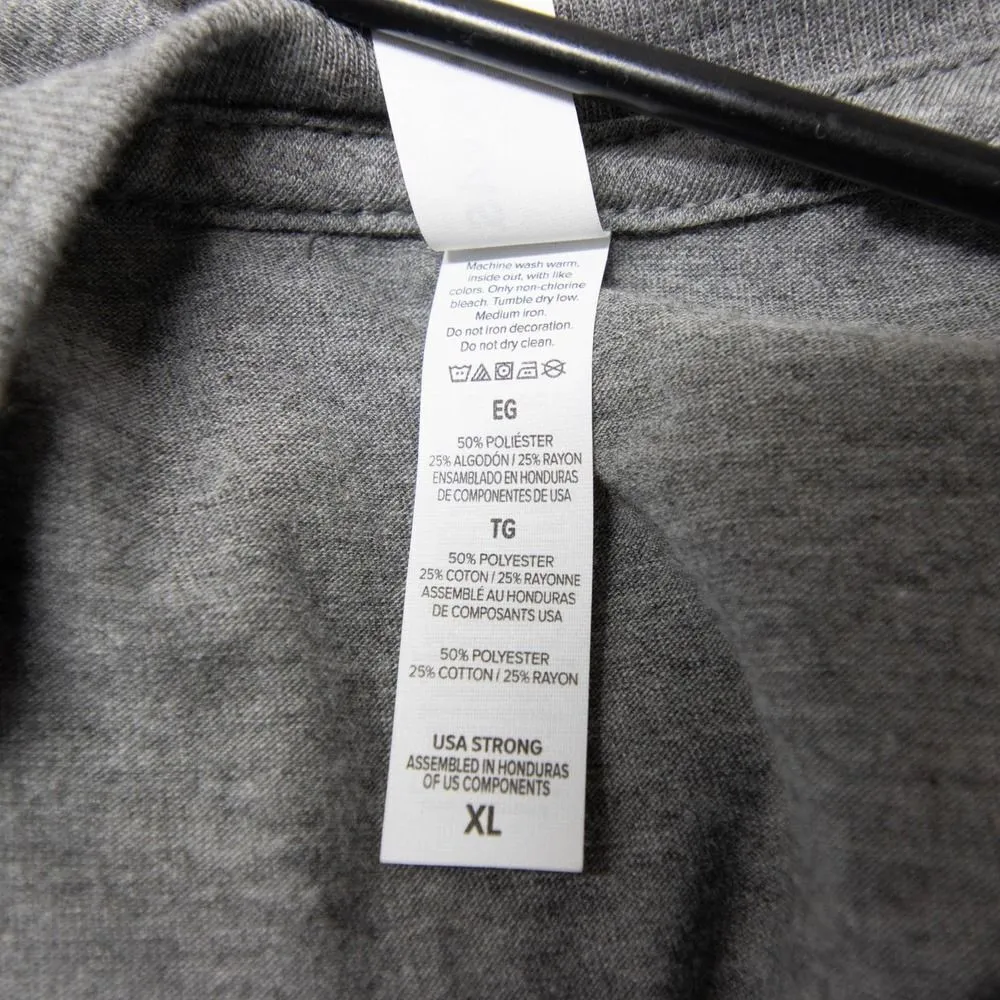 Machine wash warm,
inside out, with like
colors. Only non-chlorine
bleach. Tumble dry low.
Medium iron.
Do not iron decoration.
Do not dry clean.
EG
50% POLIÉSTER
25% ALGODÓN / 25% RAYON
ENSAMBLADO EN HONDURAS
DE COMPONENTES DE USA
TG
50% POLYESTER
25% COTON / 25% RAYONNE
ASSEMBLÉ AU HONDURAS
DE COMPOSANTS USA
50% POLYESTER
25% COTTON / 25% RAYON
USA STRONG
ASSEMBLED IN HONDURAS
OF US COMPONENTS
XL